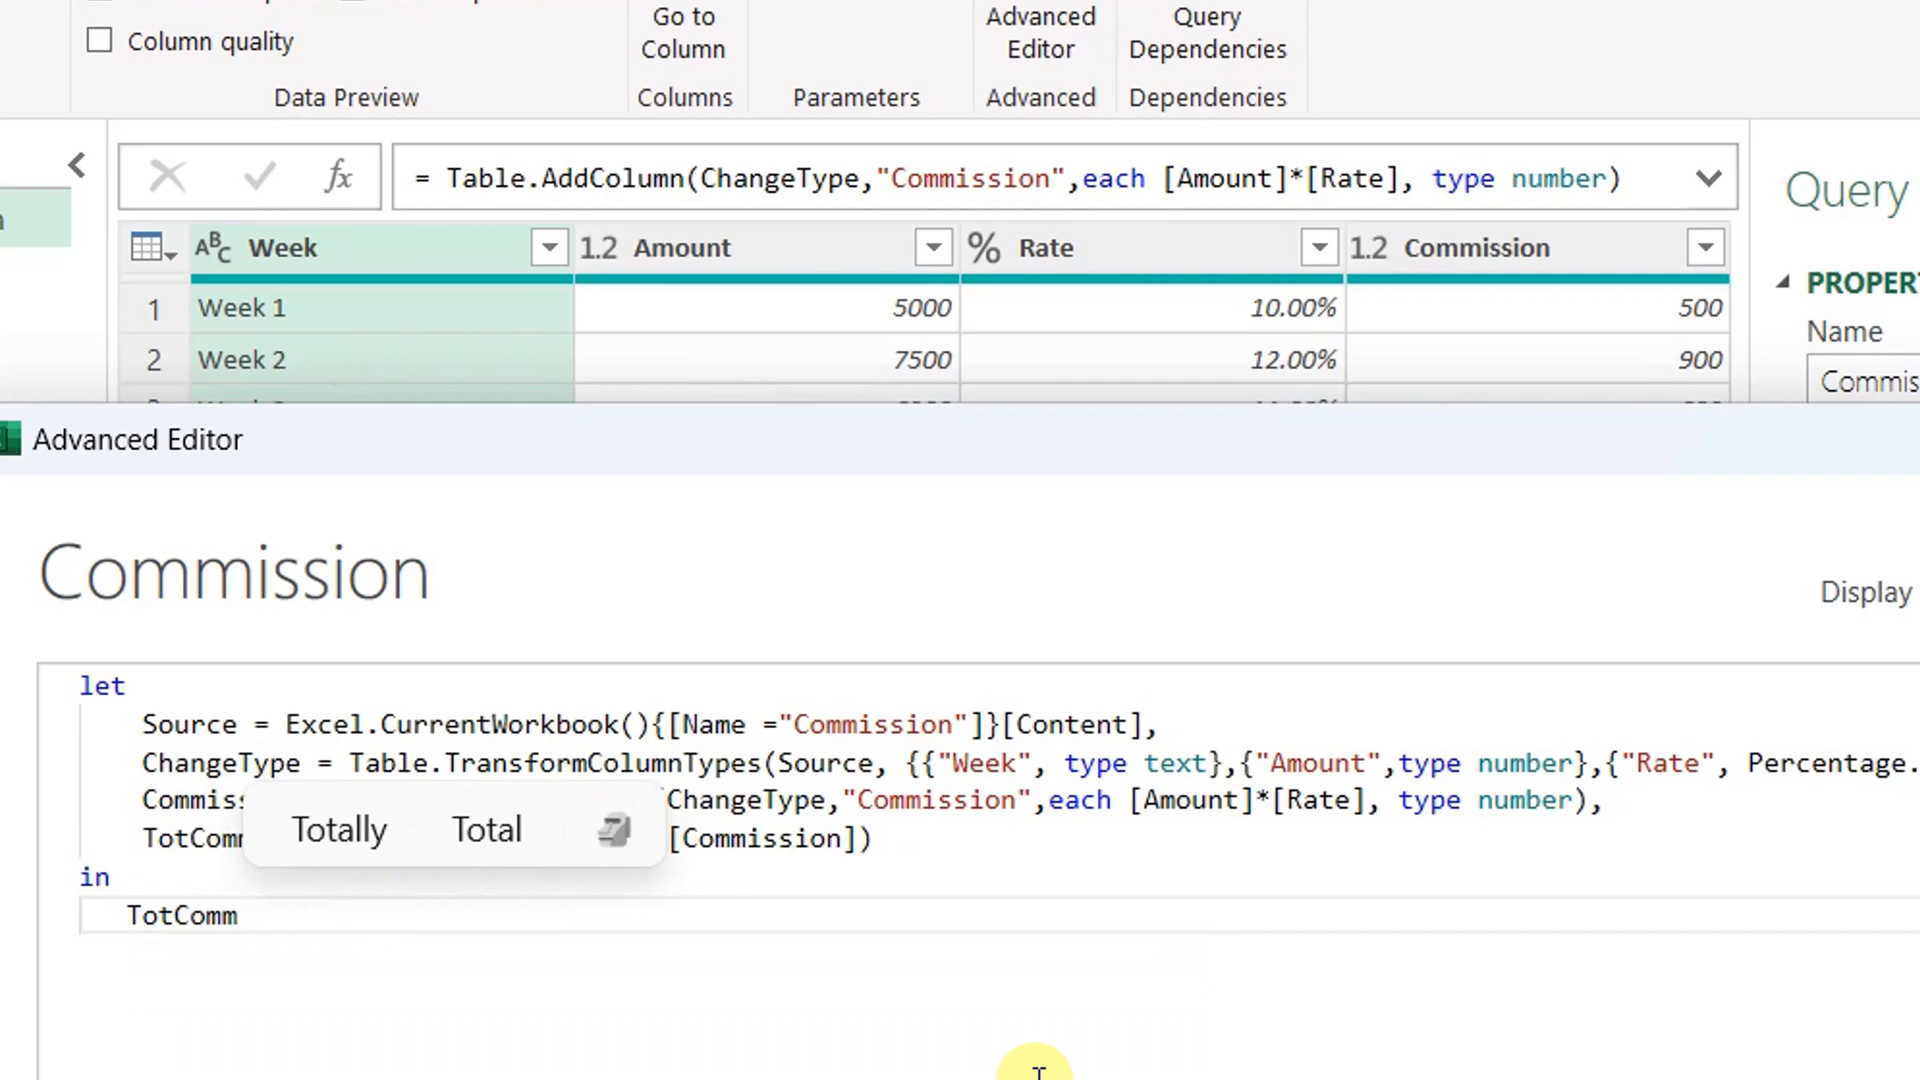 Column quality
Go to
Column
Advanced
Editor
Query
Dependencies
Data Preview
Columns
Parameters
Advanced
Dependencies
fx
= Table.AddColumn(ChangeType,"Commission",each [Amount]*[Rate], type number)
Query
ABC Week
1.2 Amount
% Rate
1.2 Commission
PROPERT
Name
Commis
1 Week 1 5000 10.00% 500
2 Week 2 7500 12.00% 900
Advanced Editor
Commission
Display
let
Source = Excel.CurrentWorkbook(){[Name ="Commission"]}[Content],
ChangeType = Table.TransformColumnTypes(Source, {{"Week", type text},{"Amount",type number},{"Rate", Percentage.
Commis ChangeType,"Commission",each [Amount]*[Rate], type number),
Totally Total
TotComm [Commission])
in
TotComm